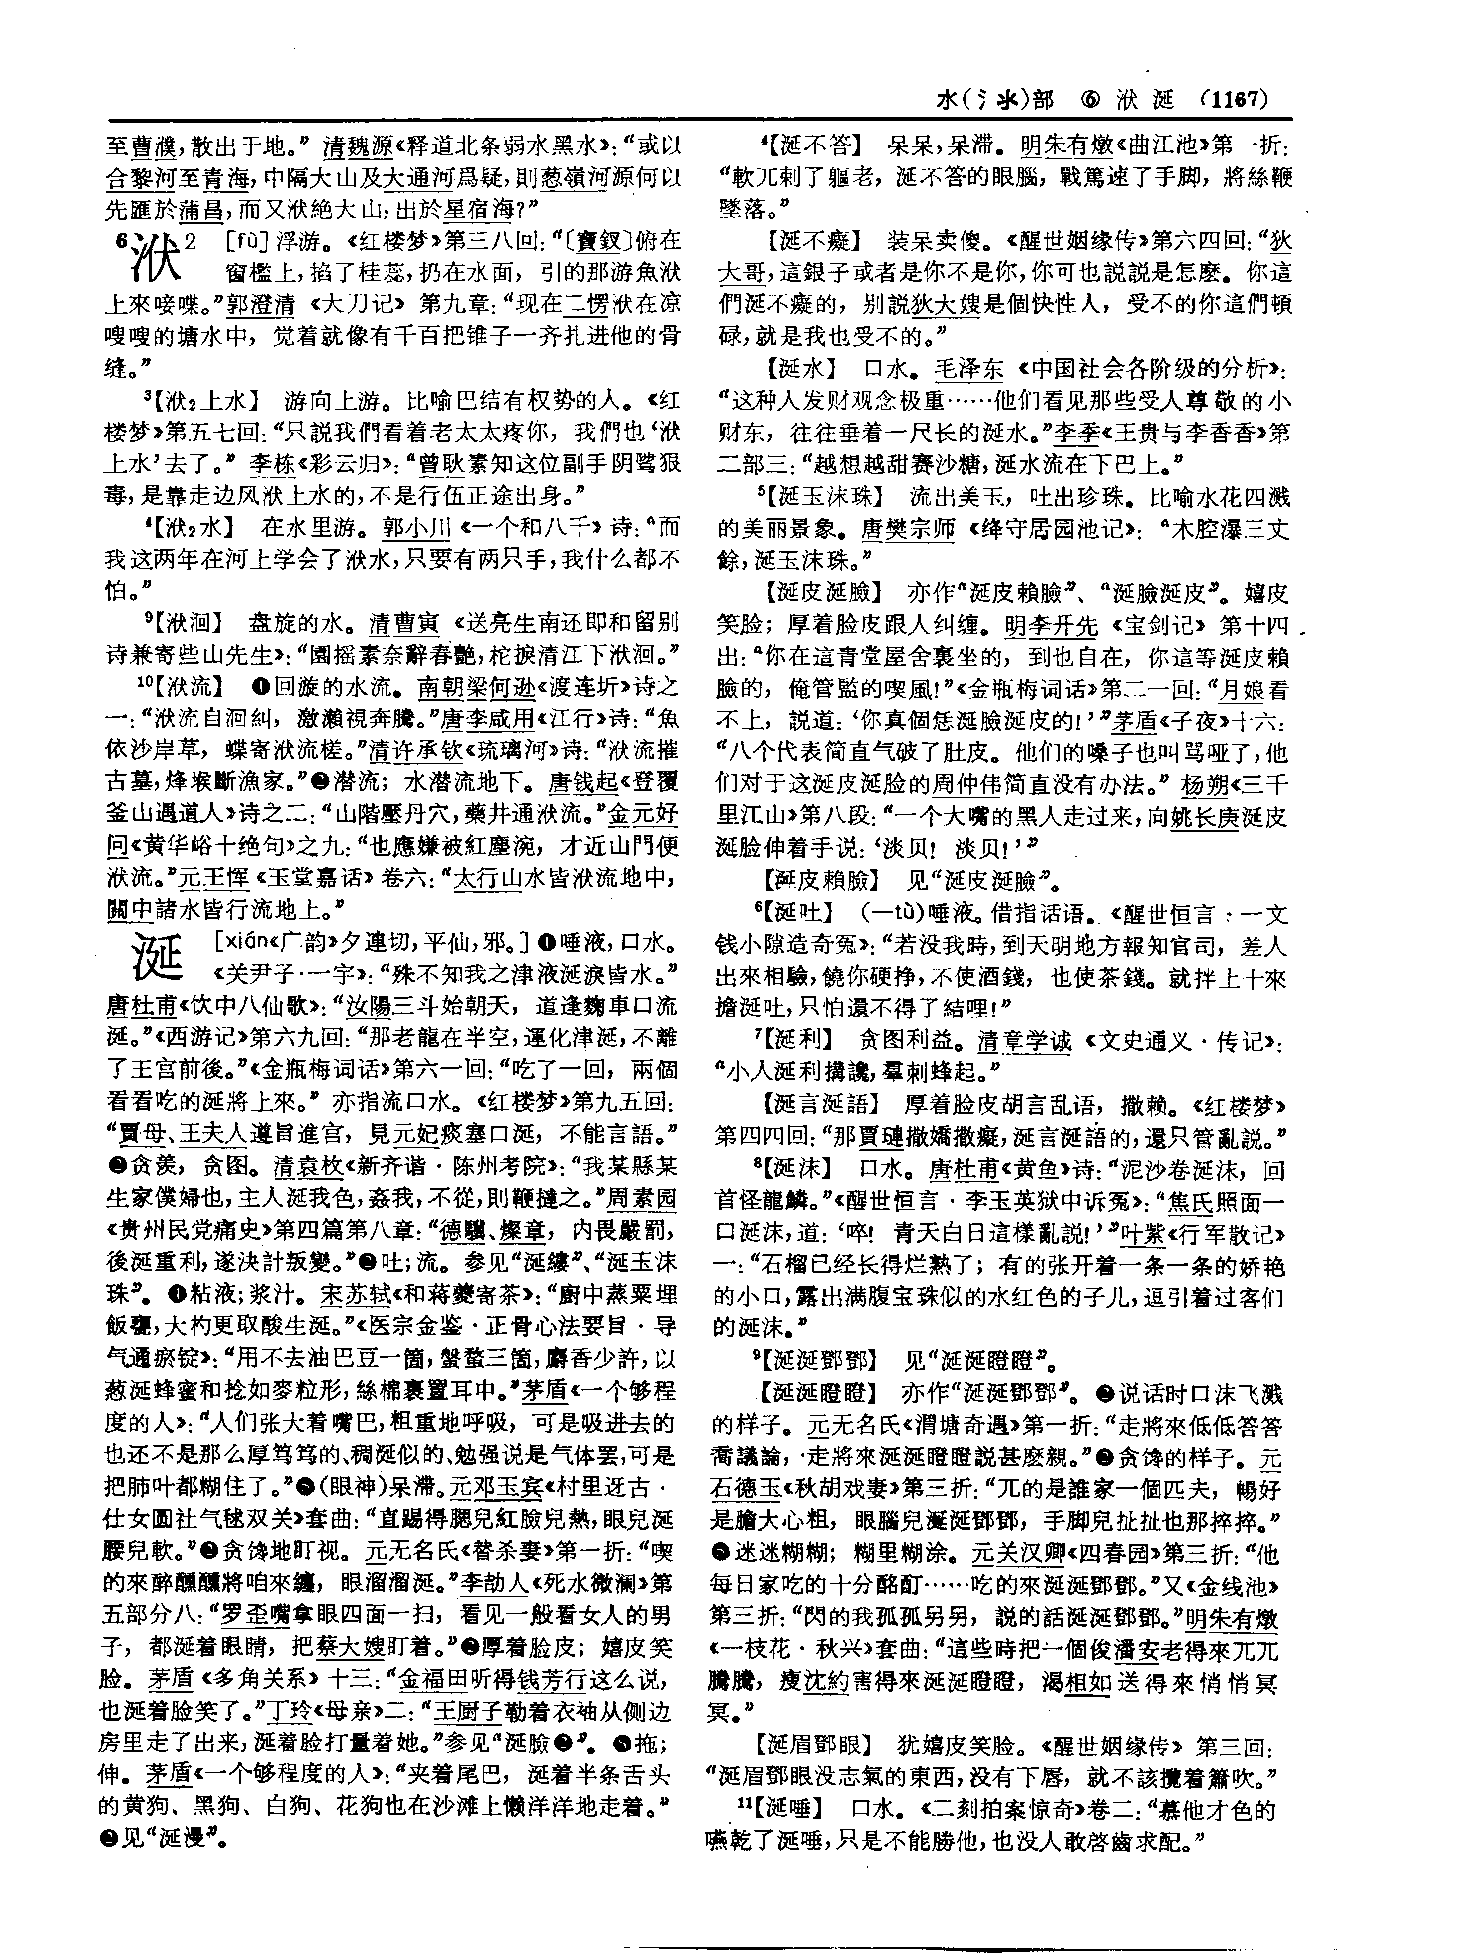 水(氵氺)部 ⑥ 洑 涎 (1167)
至曹濮，散出于地。” 清魏源《释道北条弱水黑水》：“或以
合黎河至青海，中隔大山及大通河爲疑，則葱嶺河源何以
先匯於蒲昌，而又洑絶大山，出於星宿海？”
6洑2 [fù] 浮游。《红楼梦》第三八回：“〔寶釵〕俯在
窗檻上，掐了桂蕊，扔在水面，引的那游魚洑
上來唼喋。”郭澄清《大刀记》第九章：“现在二愣洑在凉
嗖嗖的塘水中，觉着就像有千百把锥子一齐扎进他的骨
缝。”
3【洑2上水】 游向上游。比喻巴结有权势的人。《红
楼梦》第五七回：“只説我們看着老太太疼你，我們也‘洑
上水’去了。” 李栋《彩云归》：“曾耿素知这位副手阴鸷狠
毒，是靠走边风洑上水的，不是行伍正途出身。”
4【洑2水】 在水里游。郭小川《一个和八千》诗：“而
我这两年在河上学会了洑水，只要有两只手，我什么都不
怕。”
9【洑洄】 盘旋的水。清曹寅《送亮生南还即和留别
诗兼寄些山先生》：“園摇素奈辭春艷，柁捩清江下洑洄。”
10【洑流】 ❶回漩的水流。南朝梁何逊《渡连圻》诗之
一：“洑流自洄糾，激瀨視奔騰。”唐李咸用《江行》诗：“魚
依沙岸草，蝶寄洑流槎。”清许承钦《琉璃河》诗：“洑流摧
古墓，烽堠斷漁家。”❷潜流；水潜流地下。唐钱起《登覆
釜山遇道人》诗之二：“山階壓丹穴，藥井通洑流。”金元好
问《黄华峪十绝句》之九：“也應嫌被紅塵涴，才近山門便
洑流。”元王恽《玉堂嘉话》卷六：“太行山水皆洑流地中，
關中諸水皆行流地上。”
涎 [xián《广韵》夕連切，平仙，邪。] ❶唾液，口水。
《关尹子·一宇》：“殊不知我之津液涎淚皆水。”
唐杜甫《饮中八仙歌》：“汝陽三斗始朝天，道逢麴車口流
涎。”《西游记》第六九回：“那老龍在半空，運化津涎，不離
了王宫前後。”《金瓶梅词话》第六一回：“吃了一回，兩個
看看吃的涎將上來。” 亦指流口水。《红楼梦》第九五回：
“賈母、王夫人遵旨進宫，見元妃痰塞口涎，不能言語。”
❷贪羡，贪图。清袁枚《新齐谐·陈州考院》：“我某縣某
生家僕婦也，主人涎我色，姦我，不從，則鞭撻之。”周素园
《贵州民党痛史》第四篇第八章：“德驥、燦章，内畏嚴罰，
後涎重利，遂決計叛變。”❸吐；流。参见“涎縷”、“涎玉沫
珠”。❹粘液；浆汁。宋苏轼《和蒋夔寄茶》：“廚中蒸粟埋
飯甕，大杓更取酸生涎。”《医宗金鉴·正骨心法要旨·导
气通瘀锭》：“用不去油巴豆一箇，螌蝥三箇，麝香少許，以
葱涎蜂蜜和捻如麥粒形，絲棉裹置耳中。”茅盾《一个够程
度的人》：“人们张大着嘴巴，粗重地呼吸，可是吸进去的
也还不是那么厚笃笃的、稠涎似的、勉强说是气体罢，可是
把肺叶都糊住了。”❺(眼神)呆滞。元邓玉宾《村里迓古·
仕女圆社气毬双关》套曲：“直踢得腮兒紅臉兒熱，眼兒涎
腰兒軟。”❻贪馋地盯视。元无名氏《替杀妻》第一折：“喫
的來醉醺醺將咱來纏，眼溜溜涎。”李劼人《死水微澜》第
五部分八：“罗歪嘴拿眼四面一扫，看见一般看女人的男
子，都涎着眼睛，把蔡大嫂盯着。”❼厚着脸皮；嬉皮笑
脸。茅盾《多角关系》十三：“金福田听得钱芳行这么说，
也涎着脸笑了。”丁玲《母亲》二：“王厨子勒着衣袖从侧边
房里走了出来，涎着脸打量着她。”参见“涎臉❷”。❽拖；
伸。茅盾《一个够程度的人》：“夹着尾巴，涎着半条舌头
的黄狗、黑狗、白狗、花狗也在沙滩上懒洋洋地走着。”
❾见“涎漫”。
4【涎不答】 呆呆，呆滞。明朱有燉《曲江池》第一折：
“軟兀剌了軀老，涎不答的眼腦，戰篤速了手脚，將絲鞭
墜落。”
【涎不癡】 装呆卖傻。《醒世姻缘传》第六四回：“狄
大哥，這銀子或者是你不是你，你可也説説是怎麽。你這
們涎不癡的，别説狄大嫂是個快性人，受不的你這們頓
碌，就是我也受不的。”
【涎水】 口水。毛泽东《中国社会各阶级的分析》：
“这种人发财观念极重……他们看见那些受人尊敬的小
财东，往往垂着一尺长的涎水。”李季《王贵与李香香》第
二部三：“越想越甜赛沙糖，涎水流在下巴上。”
5【涎玉沫珠】 流出美玉，吐出珍珠。比喻水花四溅
的美丽景象。唐樊宗师《绛守居园池记》：“木腔瀑三丈
餘，涎玉沫珠。”
【涎皮涎臉】 亦作“涎皮賴臉”、“涎臉涎皮”。嬉皮
笑脸；厚着脸皮跟人纠缠。明李开先《宝剑记》第十四
出：“你在這青堂屋舍裏坐的，到也自在，你這等涎皮賴
臉的，俺管監的喫風！”《金瓶梅词话》第二一回：“月娘看
不上，説道：‘你真個恁涎臉涎皮的！’”茅盾《子夜》十六：
“八个代表简直气破了肚皮。他们的嗓子也叫骂哑了，他
们对于这涎皮涎脸的周仲伟简直没有办法。” 杨朔《三千
里江山》第八段：“一个大嘴的黑人走过来，向姚长庚涎皮
涎脸伸着手说：‘淡贝！淡贝！’”
【涎皮賴臉】 见“涎皮涎臉”。
6【涎吐】 (—tù)唾液。借指话语。《醒世恒言·一文
钱小隙造奇冤》：“若没我時，到天明地方報知官司，差人
出來相驗，饒你硬挣，不使酒錢，也使茶錢。就拌上十來
擔涎吐，只怕還不得了結哩！”
7【涎利】 贪图利益。清章学诚《文史通义·传记》：
“小人涎利搆讒，羣刺蜂起。”
【涎言涎語】 厚着脸皮胡言乱语，撒赖。《红楼梦》
第四四回：“那賈璉撒嬌撒癡，涎言涎語的，還只管亂説。”
8【涎沫】 口水。唐杜甫《黄鱼》诗：“泥沙卷涎沫，回
首怪龍鱗。”《醒世恒言·李玉英狱中诉冤》：“焦氏照面一
口涎沫，道：‘啐！青天白日這樣亂説！’”叶紫《行军散记》
一：“石榴已经长得烂熟了；有的张开着一条一条的娇艳
的小口，露出满腹宝珠似的水红色的子儿，逗引着过客们
的涎沫。”
9【涎涎鄧鄧】 见“涎涎瞪瞪”。
【涎涎瞪瞪】 亦作“涎涎鄧鄧”。❶说话时口沫飞溅
的样子。元无名氏《渭塘奇遇》第一折：“走將來低低答答
喬議論，走將來涎涎瞪瞪説甚麽親。”❷贪馋的样子。元
石德玉《秋胡戏妻》第三折：“兀的是誰家一個匹夫，暢好
是膽大心粗，眼腦兒涎涎鄧鄧，手脚兒扯扯也那捽捽。”
❸迷迷糊糊；糊里糊涂。元关汉卿《四春园》第三折：“他
每日家吃的十分酩酊……吃的來涎涎鄧鄧。”又《金线池》
第三折：“閃的我孤孤另另，説的話涎涎鄧鄧。”明朱有燉
《一枝花·秋兴》套曲：“這些時把一個俊潘安老得來兀兀
騰騰，瘦沈約害得來涎涎瞪瞪，渴相如送得來悄悄冥
冥。”
【涎眉鄧眼】 犹嬉皮笑脸。《醒世姻缘传》第三回：
“涎眉鄧眼没志氣的東西，没有下唇，就不該攬着簫吹。”
11【涎唾】 口水。《二刻拍案惊奇》卷二：“慕他才色的
嚥乾了涎唾，只是不能勝他，也没人敢啓齒求配。”